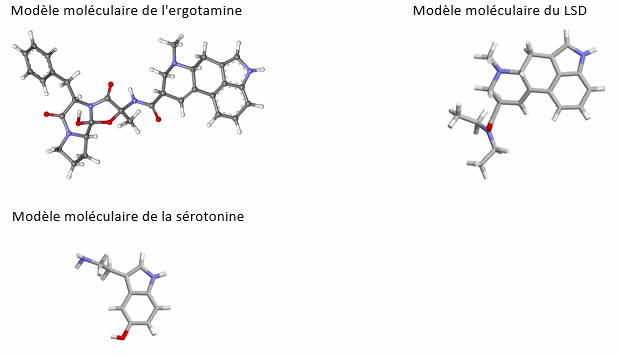 Modèle moléculaire de l'ergotamine
Modèle moléculaire du LSD
Modèle moléculaire de la sérotonine